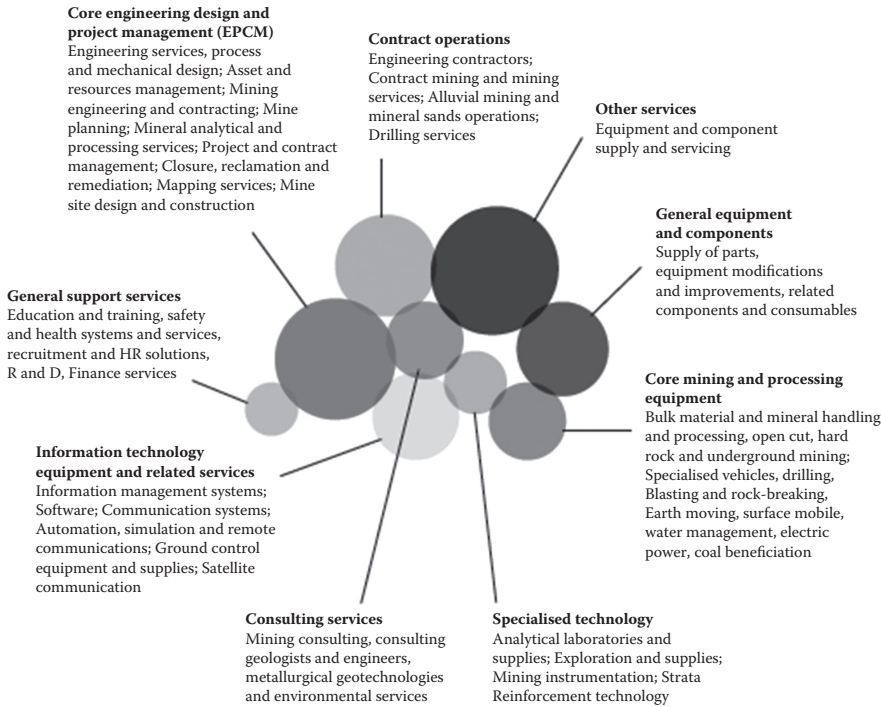 Core engineering design and
project management (EPCM)
Engineering services, process
and mechanical design; Asset and
resources management; Mining
engineering and contracting; Mine
planning; Mineral analytical and
processing services; Project and contract
management; Closure, reclamation and
remediation; Mapping services; Mine
site design and construction
Contract operations
Engineering contractors;
Contract mining and mining
services; Alluvial mining and
mineral sands operations;
Drilling services
Other services
Equipment and component
supply and servicing
General equipment
and components
Supply of parts,
equipment modifications
and improvements, related
components and consumables
General support services
Education and training, safety
and health systems and services,
recruitment and HR solutions,
R and D, Finance services
Core mining and processing
equipment
Bulk material and mineral handling
and processing, open cut, hard
rock and underground mining;
Specialised vehicles, drilling,
Blasting and rock-breaking,
Earth moving, surface mobile,
water management, electric
power, coal beneficiation
Information technology
equipment and related services
Information management systems;
Software; Communication systems;
Automation, simulation and remote
communications; Ground control
equipment and supplies; Satellite
communication
Consulting services
Mining consulting, consulting
geologists and engineers,
metallurgical geotechnologies
and environmental services
Specialised technology
Analytical laboratories and
supplies; Exploration and supplies;
Mining instrumentation; Strata
Reinforcement technology